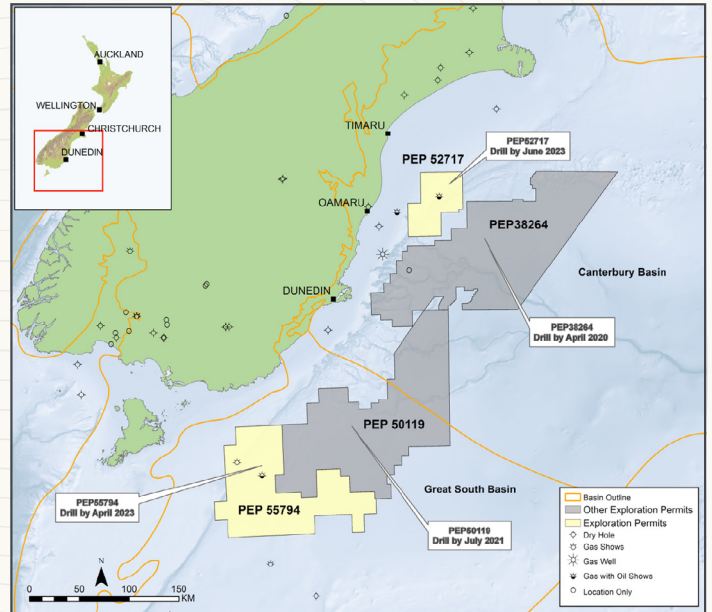 AUCKLAND
WELLINGTON
CHRISTCHURCH
DUNEDIN
TIMARU
OAMARU
DUNEDIN
PEP 52717
PEP52717
Drill by June 2023
PEP38264
Canterbury Basin
PEP38264
Drill by April 2020
PEP 50119
Great South Basin
PEP50119
Drill by July 2021
PEP55794
Drill by April 2023
PEP 55794
N
0 50 100 150
KM
Basin Outline
Other Exploration Permits
Exploration Permits
Dry Hole
Gas Shows
Gas Well
Gas with Oil Shows
Location Only